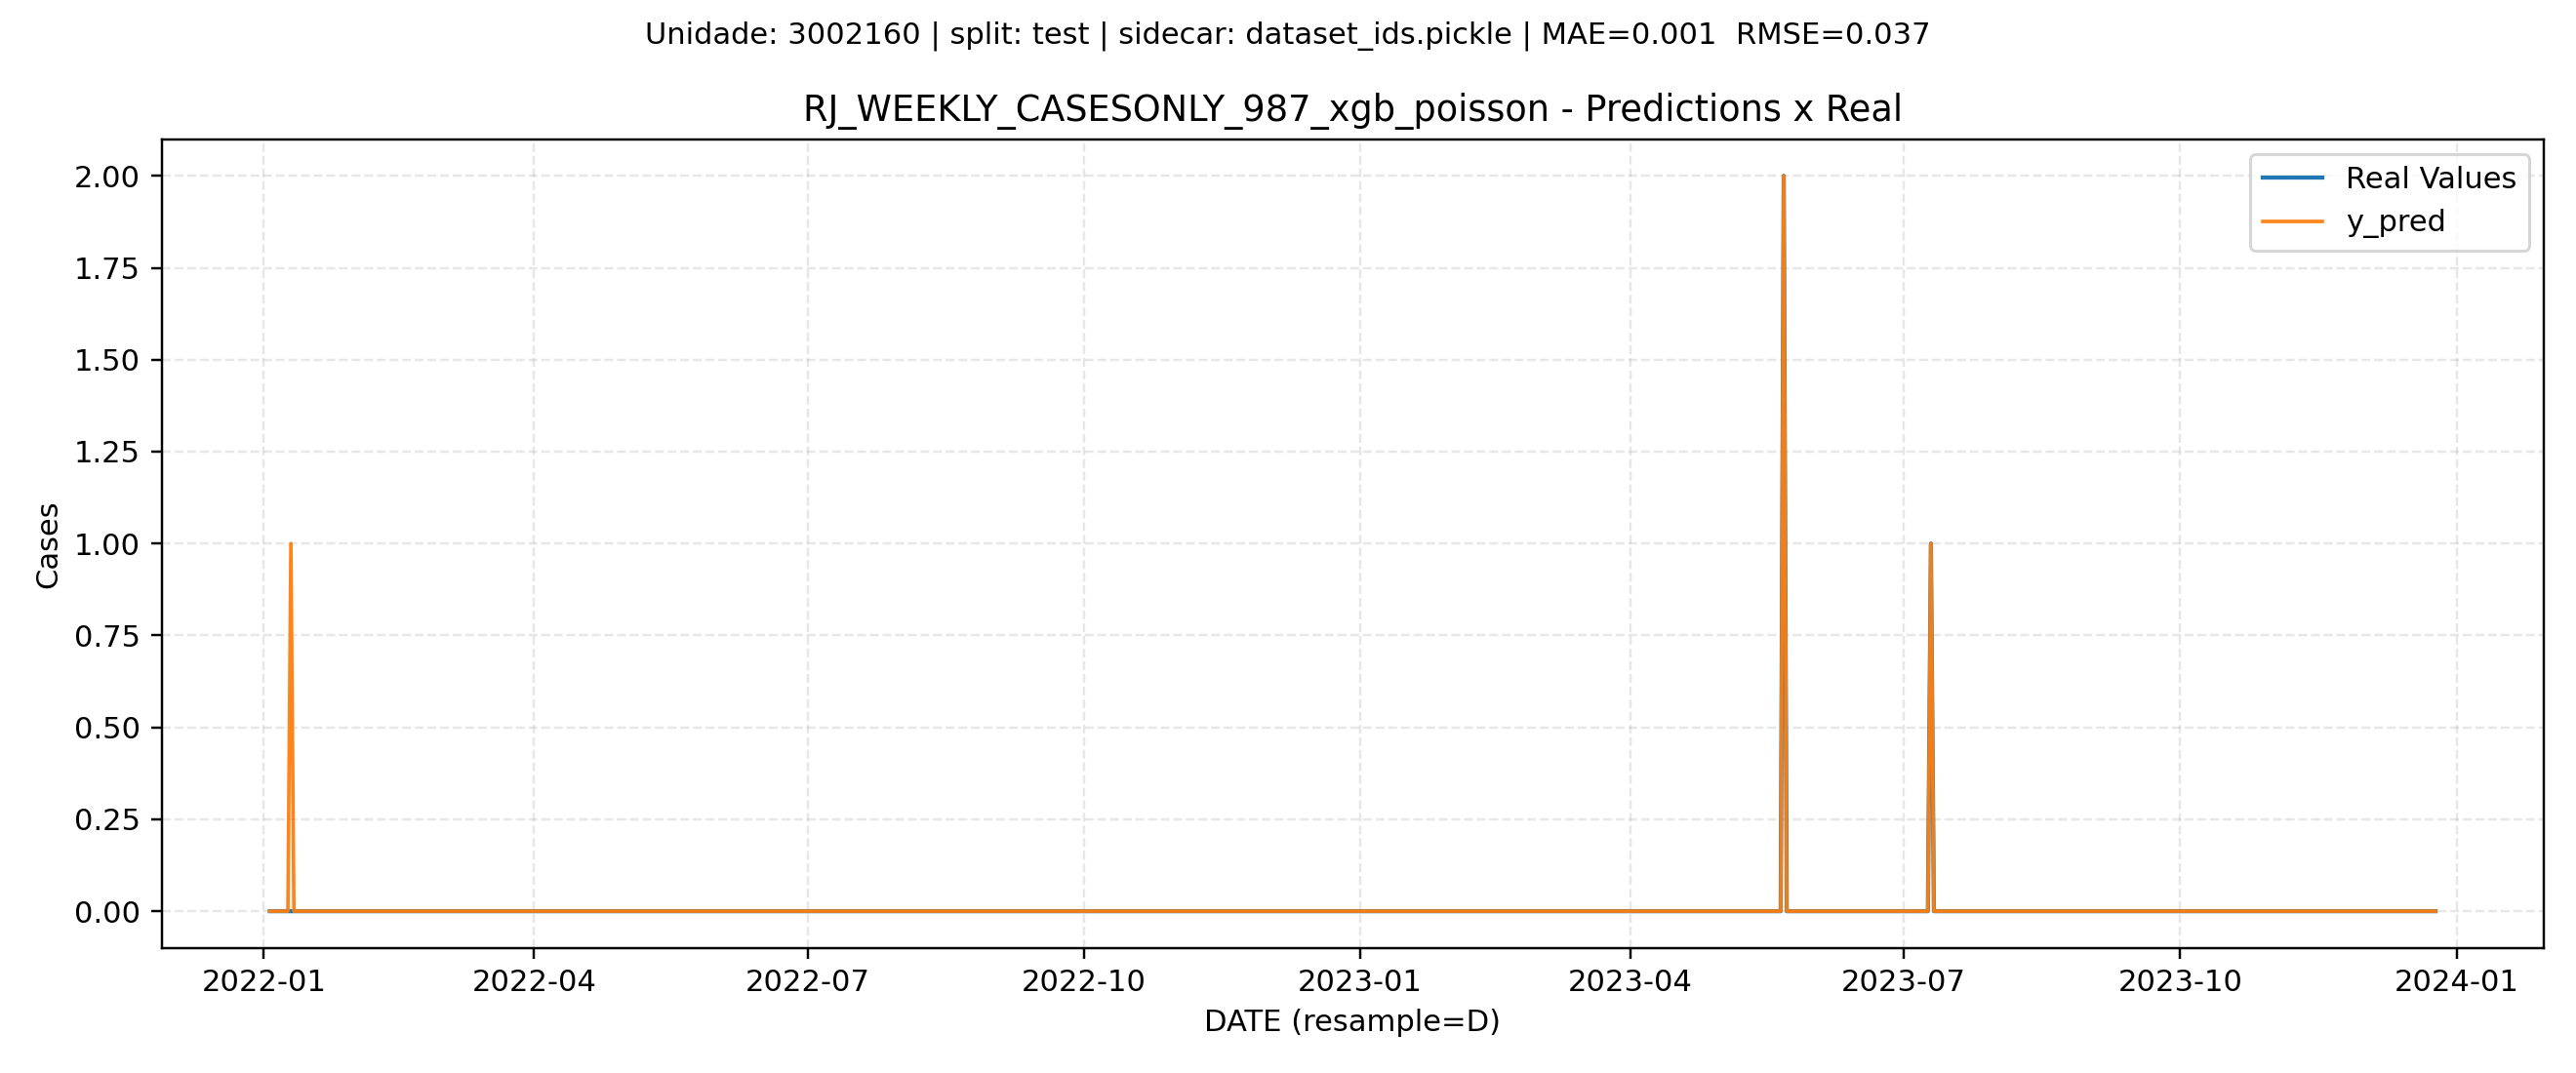 Unidade: 3002160 | split: test | sidecar: dataset_ids.pickle | MAE=0.001  RMSE=0.037
RJ_WEEKLY_CASESONLY_987_xgb_poisson - Predictions x Real
Real Values
y_pred
Cases
2.00
1.75
1.50
1.25
1.00
0.75
0.50
0.25
0.00
2022-01 2022-04 2022-07 2022-10 2023-01 2023-04 2023-07 2023-10 2024-01
DATE (resample=D)